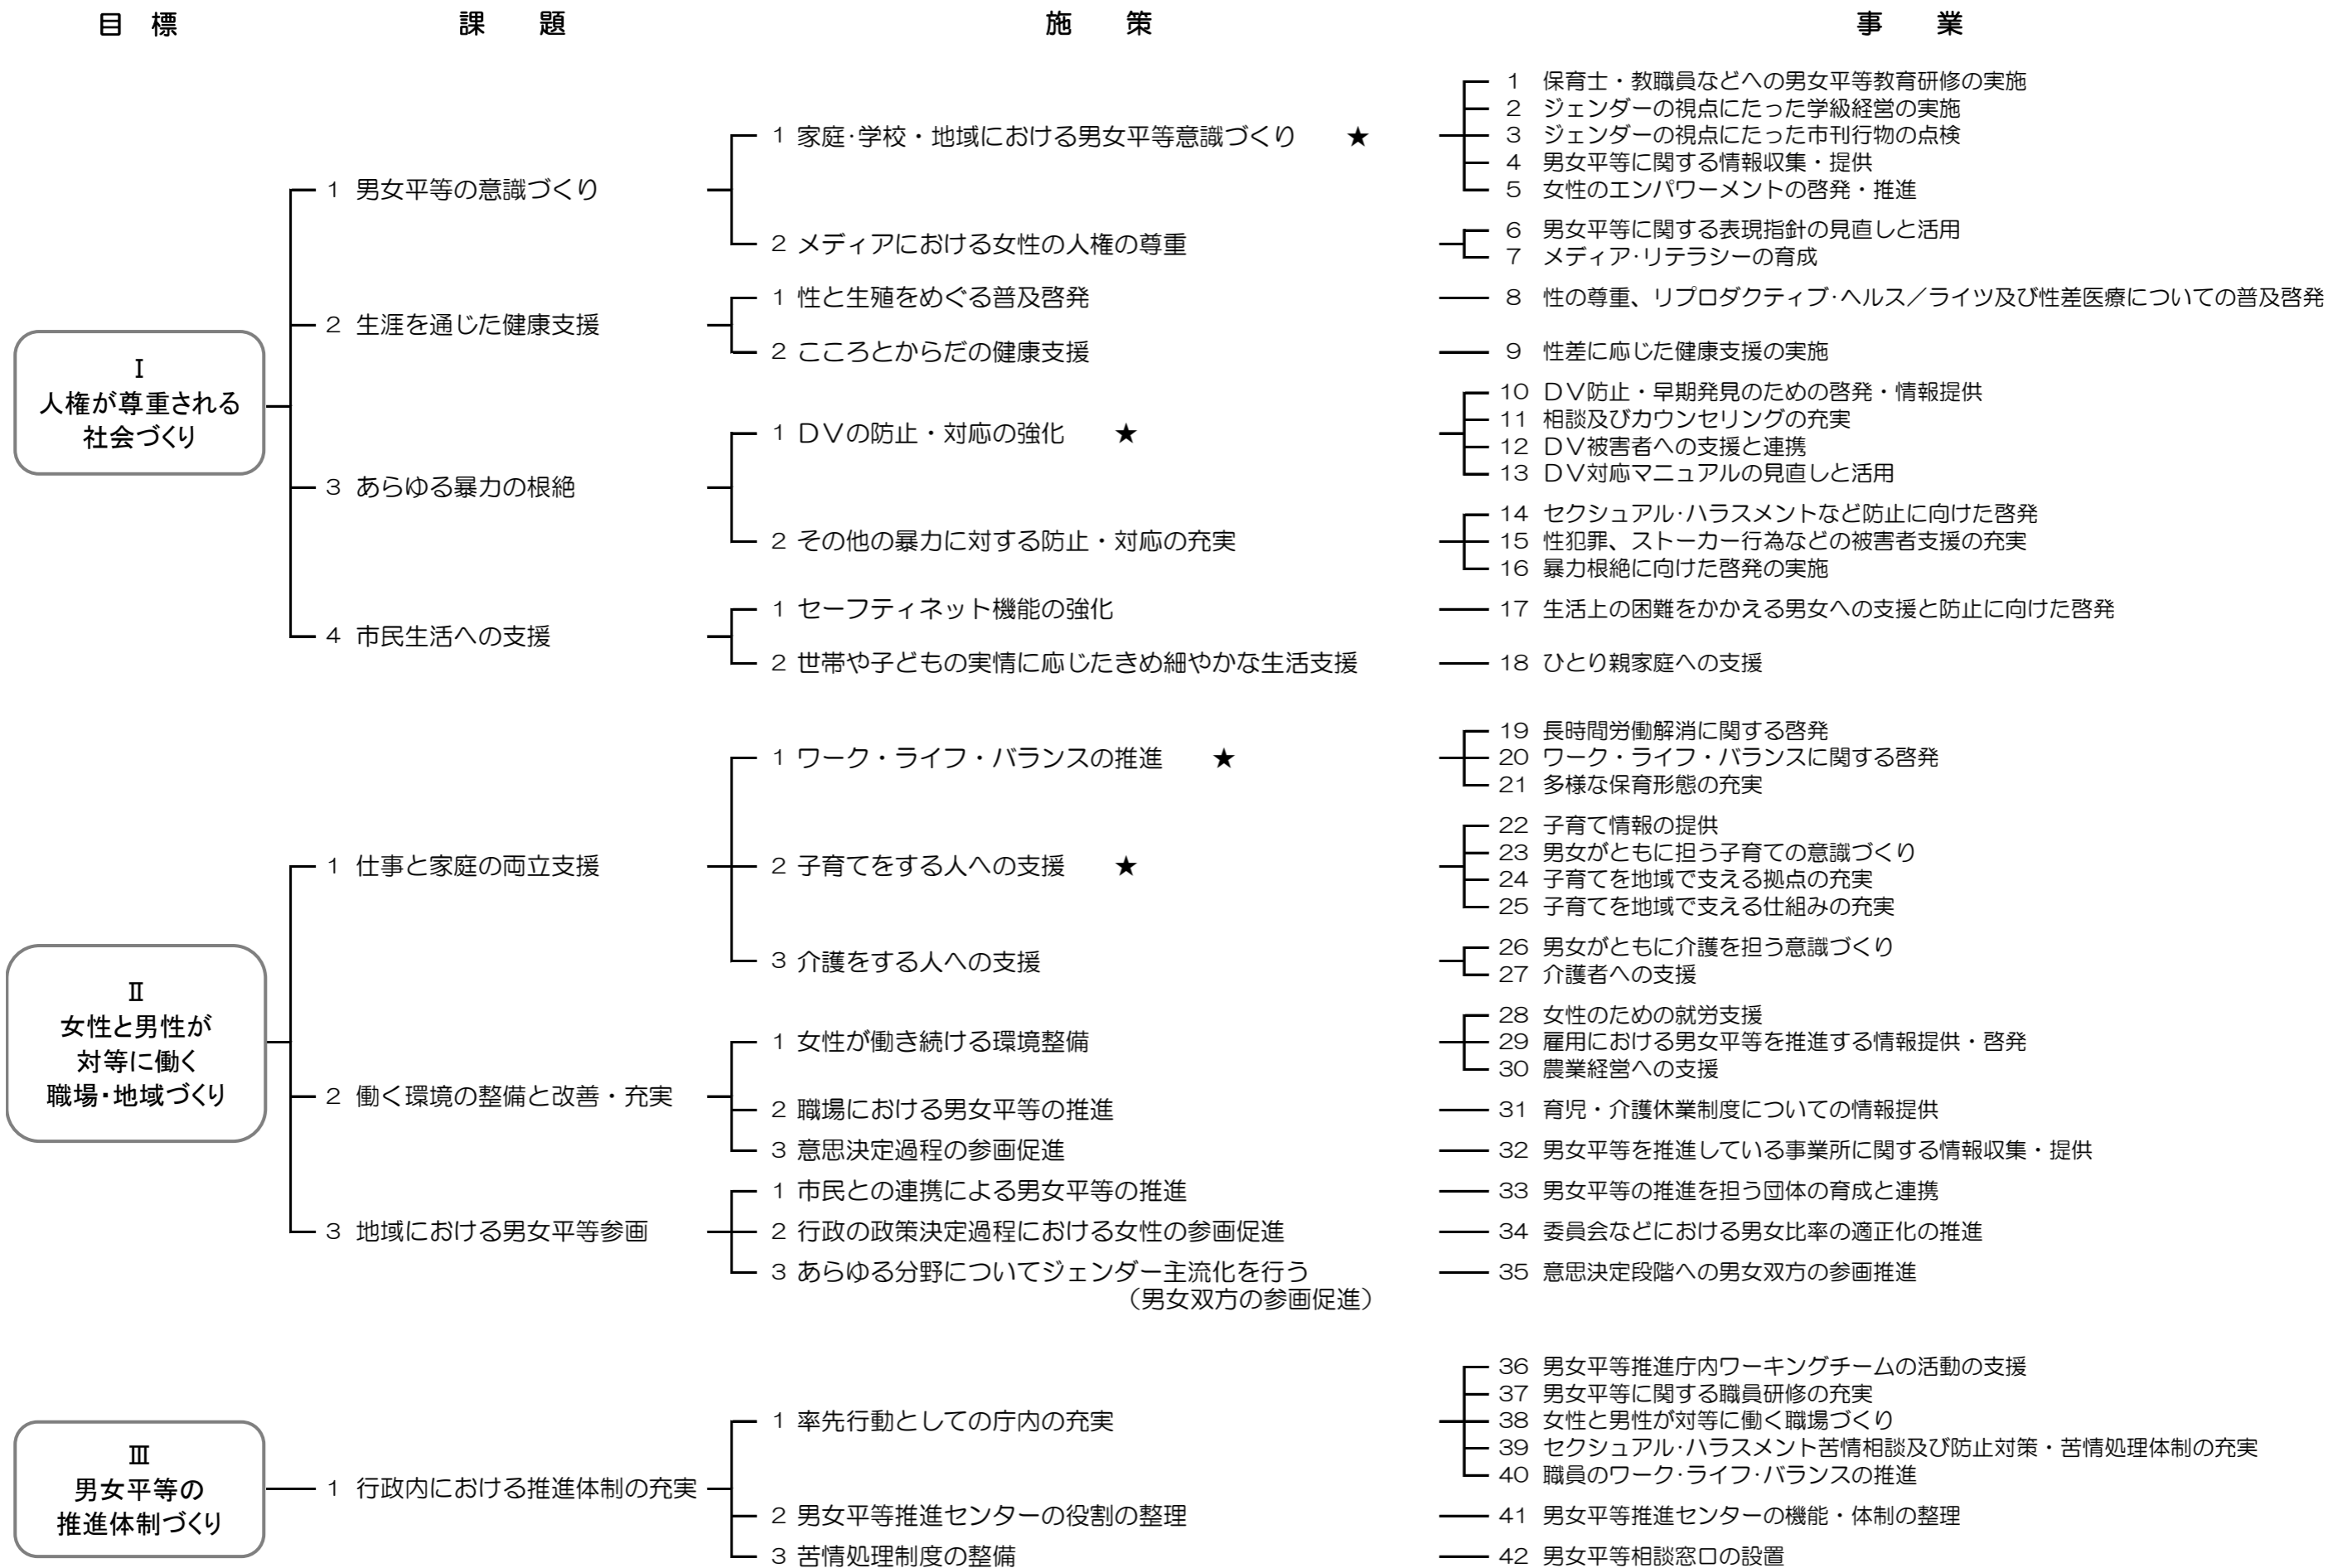 目 標
課 題
施 策
事 業
Ⅰ
人権が尊重される
社会づくり
1 男女平等の意識づくり
1 家庭・学校・地域における男女平等意識づくり ★
1 保育士・教職員などへの男女平等教育研修の実施
2 ジェンダーの視点にたった学級経営の実施
3 ジェンダーの視点にたった市刊行物の点検
4 男女平等に関する情報収集・提供
5 女性のエンパワーメントの啓発・推進
2 メディアにおける女性の人権の尊重
6 男女平等に関する表現指針の見直しと活用
7 メディア・リテラシーの育成
2 生涯を通じた健康支援
1 性と生殖をめぐる普及啓発
8 性の尊重、リプロダクティブ・ヘルス／ライツ及び性差医療についての普及啓発
2 こころとからだの健康支援
9 性差に応じた健康支援の実施
3 あらゆる暴力の根絶
1 ＤＶの防止・対応の強化 ★
10 ＤＶ防止・早期発見のための啓発・情報提供
11 相談及びカウンセリングの充実
12 ＤＶ被害者への支援と連携
13 ＤＶ対応マニュアルの見直しと活用
2 その他の暴力に対する防止・対応の充実
14 セクシュアル・ハラスメントなど防止に向けた啓発
15 性犯罪、ストーカー行為などの被害者支援の充実
16 暴力根絶に向けた啓発の実施
4 市民生活への支援
1 セーフティネット機能の強化
17 生活上の困難をかかえる男女への支援と防止に向けた啓発
2 世帯や子どもの実情に応じたきめ細やかな生活支援
18 ひとり親家庭への支援
Ⅱ
女性と男性が
対等に働く
職場・地域づくり
1 仕事と家庭の両立支援
1 ワーク・ライフ・バランスの推進 ★
19 長時間労働解消に関する啓発
20 ワーク・ライフ・バランスに関する啓発
21 多様な保育形態の充実
2 子育てをする人への支援 ★
22 子育て情報の提供
23 男女がともに担う子育ての意識づくり
24 子育てを地域で支える拠点の充実
25 子育てを地域で支える仕組みの充実
3 介護をする人への支援
26 男女がともに介護を担う意識づくり
27 介護者への支援
2 働く環境の整備と改善・充実
1 女性が働き続ける環境整備
28 女性のための就労支援
29 雇用における男女平等を推進する情報提供・啓発
30 農業経営への支援
2 職場における男女平等の推進
31 育児・介護休業制度についての情報提供
3 意思決定過程の参画促進
32 男女平等を推進している事業所に関する情報収集・提供
3 地域における男女平等参画
1 市民との連携による男女平等の推進
33 男女平等の推進を担う団体の育成と連携
2 行政の政策決定過程における女性の参画促進
34 委員会などにおける男女比率の適正化の推進
3 あらゆる分野についてジェンダー主流化を行う
（男女双方の参画促進）
35 意思決定段階への男女双方の参画推進
Ⅲ
男女平等の
推進体制づくり
1 行政内における推進体制の充実
1 率先行動としての庁内の充実
36 男女平等推進庁内ワーキングチームの活動の支援
37 男女平等に関する職員研修の充実
38 女性と男性が対等に働く職場づくり
39 セクシュアル・ハラスメント苦情相談及び防止対策・苦情処理体制の充実
40 職員のワーク・ライフ・バランスの推進
2 男女平等推進センターの役割の整理
41 男女平等推進センターの機能・体制の整理
3 苦情処理制度の整備
42 男女平等相談窓口の設置